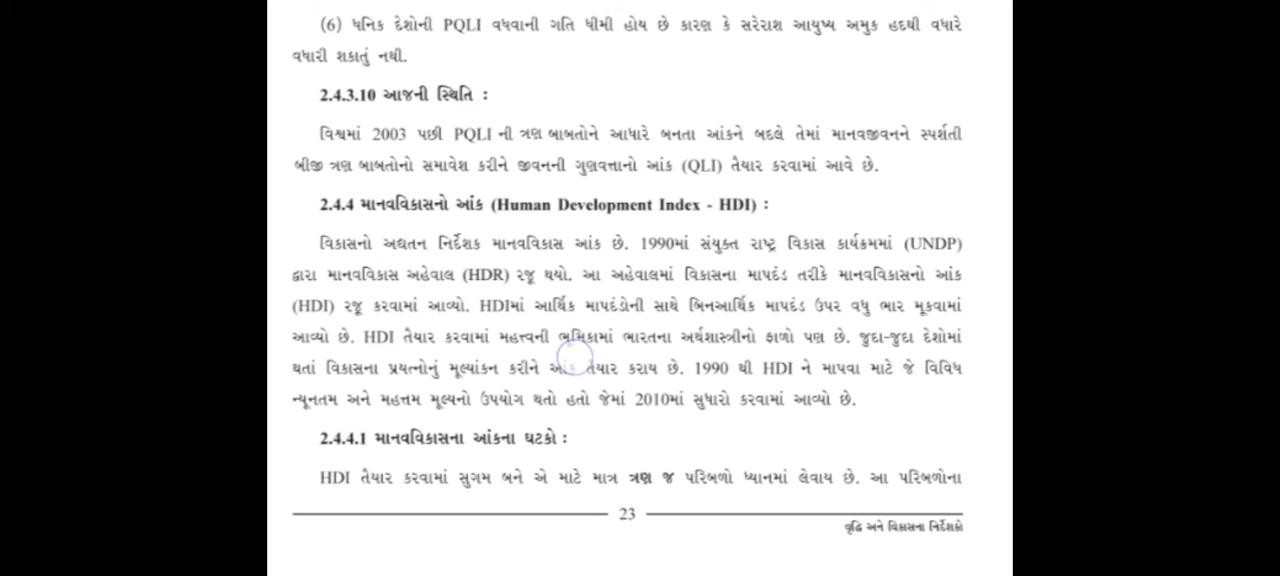 (6) ધનિક દેશોની PQLI વધવાની ગતિ ધીમી હોય છે કારણ કે સરેરાશ આયુષ્ય અમુક હદથી વધારે
વધારી શકાતું નથી.
2.4.3.10 આજની સ્થિતિ :
વિશ્વમાં 2003 પછી PQLI ની ત્રણ બાબતોને આધારે બનતા આંકને બદલે તેમાં માનવજીવનને સ્પર્શતી
બીજી ત્રણ બાબતોનો સમાવેશ કરીને જીવનની ગુણવત્તાનો આંક (QLI) તૈયાર કરવામાં આવે છે.
2.4.4 માનવવિકાસનો આંક (Human Development Index - HDI) :
વિકાસનો અદ્યતન નિર્દેશક માનવવિકાસ આંક છે. 1990માં સંયુક્ત રાષ્ટ્ર વિકાસ કાર્યક્રમમાં (UNDP)
દ્વારા માનવવિકાસ અહેવાલ (HDR) રજૂ થયો. આ અહેવાલમાં વિકાસના માપદંડ તરીકે માનવવિકાસનો આંક
(HDI) રજૂ કરવામાં આવ્યો. HDIમાં આર્થિક માપદંડોની સાથે બિનઆર્થિક માપદંડ ઉપર વધુ ભાર મૂકવામાં
આવ્યો છે. HDI તૈયાર કરવામાં મહત્ત્વની ભૂમિકામાં ભારતના અર્થશાસ્ત્રીનો ફાળો પણ છે. જુદા-જુદા દેશોમાં
થતાં વિકાસના પ્રયત્નોનું મૂલ્યાંકન કરીને આંક તૈયાર કરાય છે. 1990 થી HDI ને માપવા માટે જે વિવિધ
ન્યૂનતમ અને મહત્તમ મૂલ્યનો ઉપયોગ થતો હતો જેમાં 2010માં સુધારો કરવામાં આવ્યો છે.
2.4.4.1 માનવવિકાસના આંકના ઘટકો :
HDI તૈયાર કરવામાં સુગમ બને એ માટે માત્ર ત્રણ જ પરિબળો ધ્યાનમાં લેવાય છે. આ પરિબળોના
23
વૃદ્ધિ અને વિકાસના નિર્દેશકો